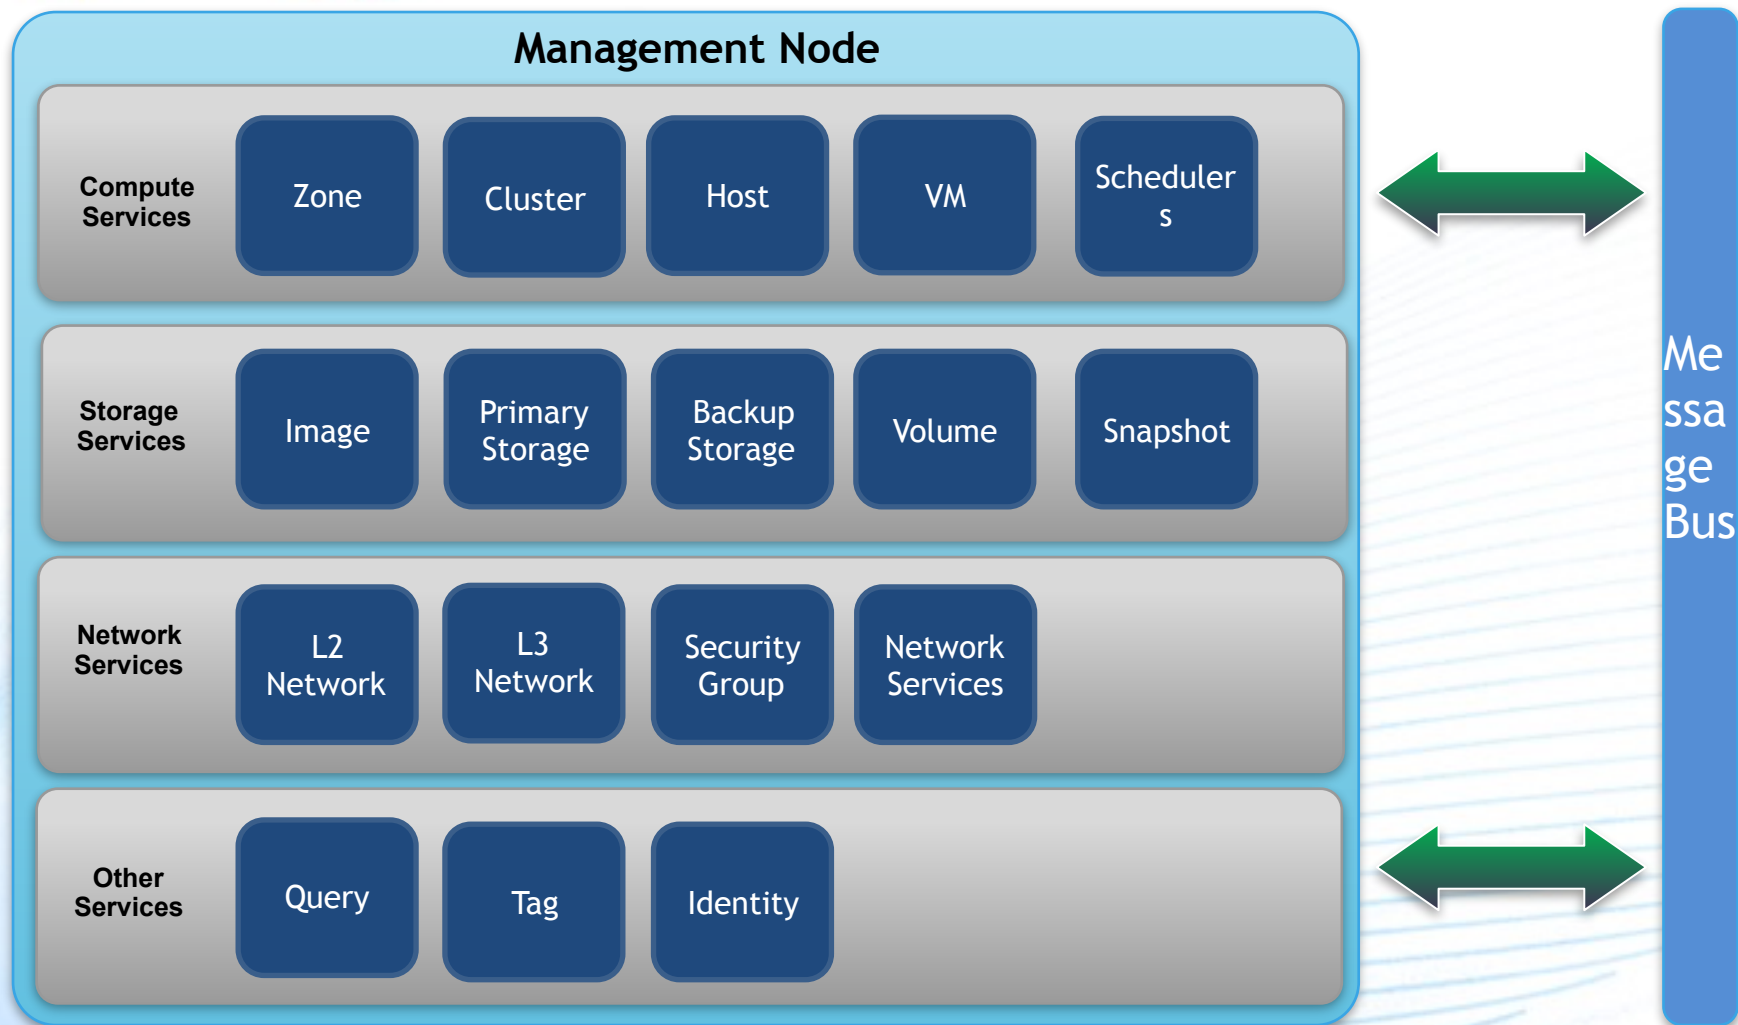 Management Node
Compute
Services
Zone
Cluster
Host
VM
Scheduler
s
Storage
Services
Image
Primary
Storage
Backup
Storage
Volume
Snapshot
Network
Services
L2
Network
L3
Network
Security
Group
Network
Services
Other
Services
Query
Tag
Identity
Me
ssa
ge
Bus